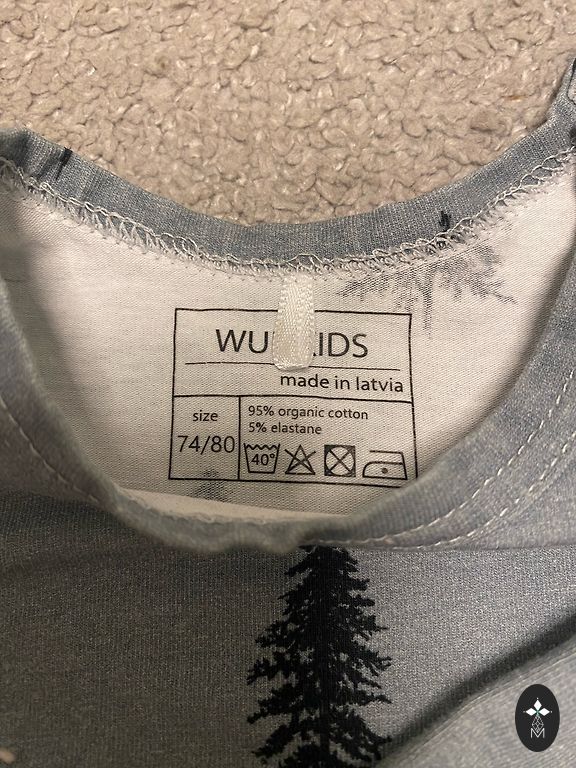 made in latvia
size
74/80
95% organic cotton
5% elastane
40°
M